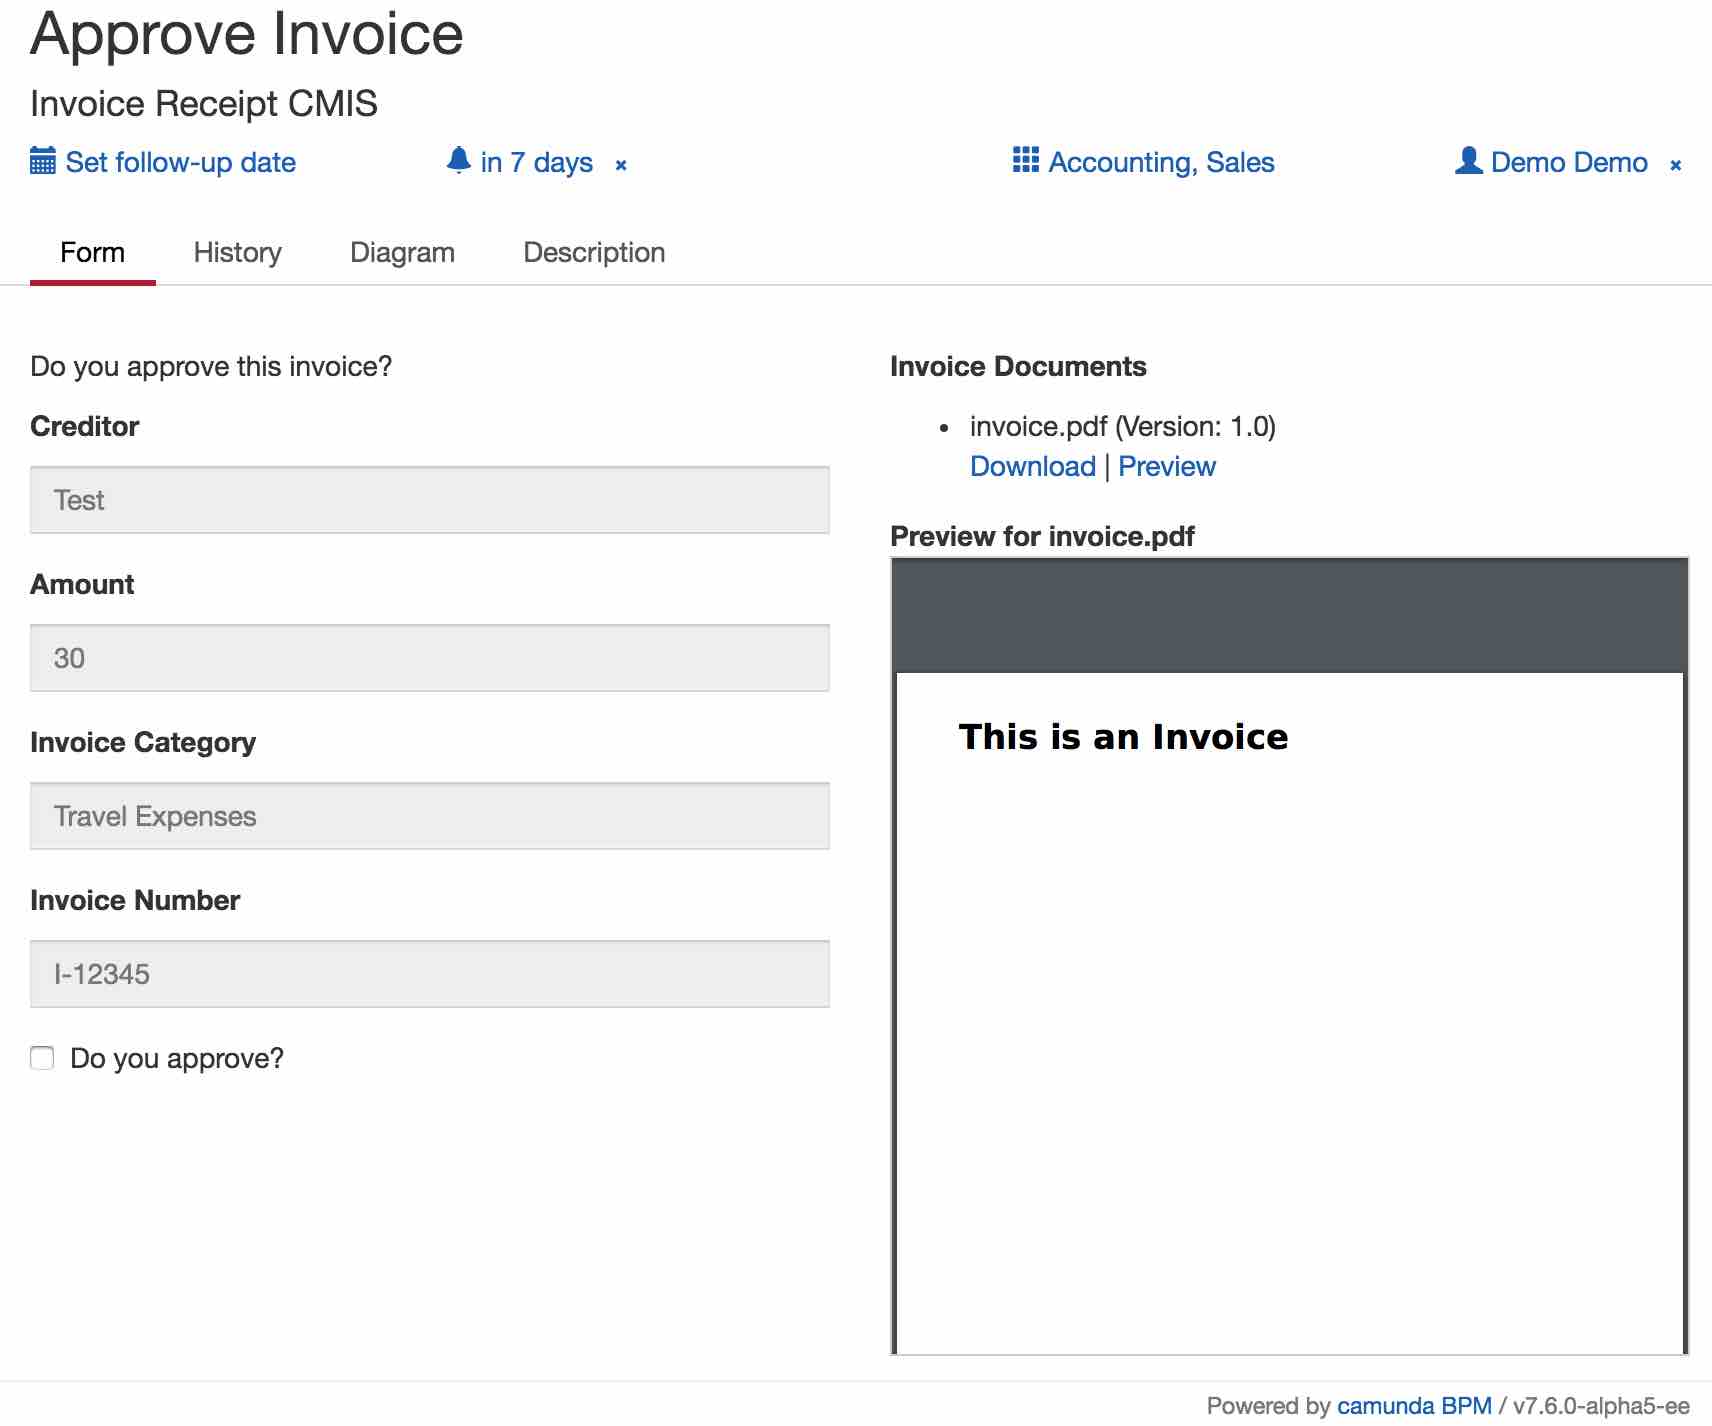 Approve Invoice
Invoice Receipt CMIS
Set follow-up date in 7 days × Accounting, Sales Demo Demo ×
Form History Diagram Description
Do you approve this invoice?
Creditor
Test
Amount
30
Invoice Category
Travel Expenses
Invoice Number
I-12345
Do you approve?
Invoice Documents
• invoice.pdf (Version: 1.0)
Download | Preview
Preview for invoice.pdf
This is an Invoice
Powered by camunda BPM / v7.6.0-alpha5-ee